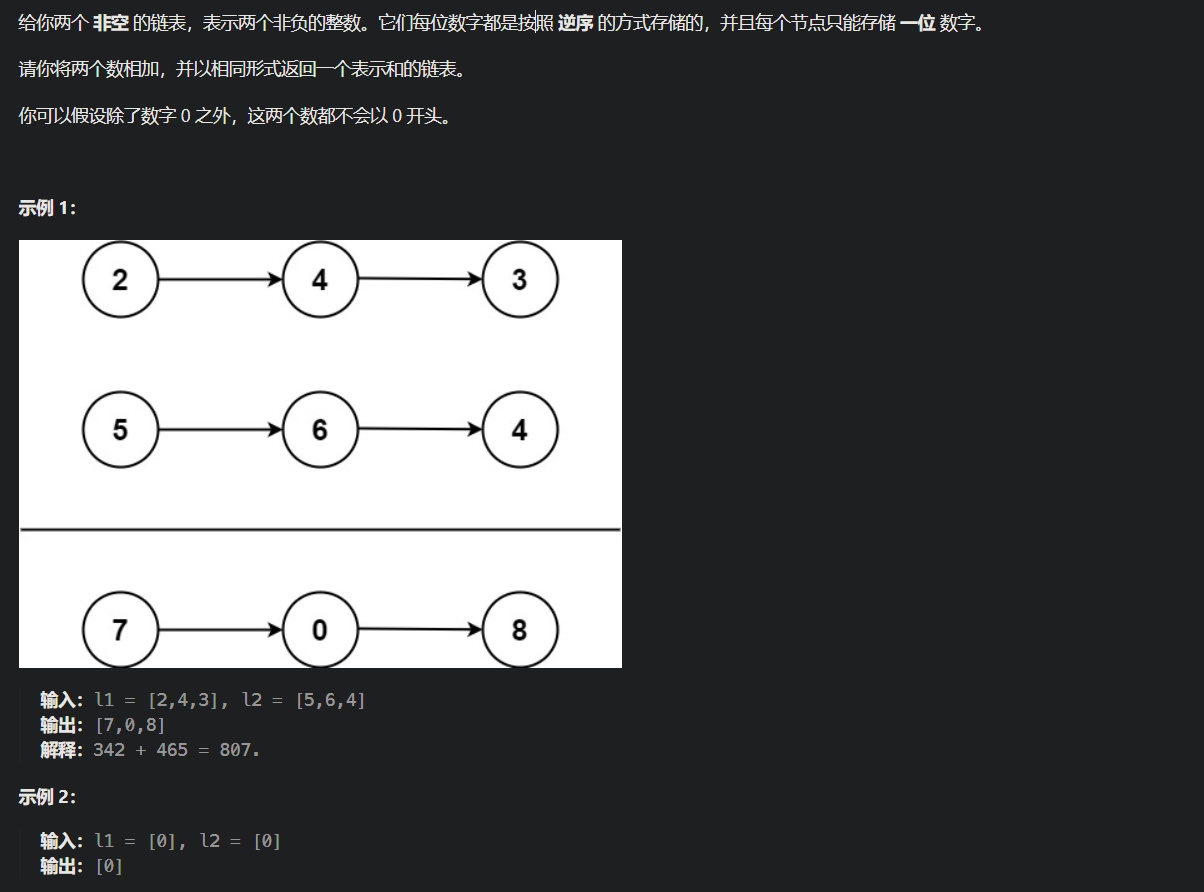 给你两个 非空 的链表，表示两个非负的整数。它们每位数字都是按照 逆序 的方式存储的，并且每个节点只能存储 一位 数字。
请你将两个数相加，并以相同形式返回一个表示和的链表。
你可以假设除了数字 0 之外，这两个数都不会以 0 开头。
示例 1：
2 4 3
5 6 4
7 0 8
输入：l1 = [2,4,3], l2 = [5,6,4]
输出：[7,0,8]
解释：342 + 465 = 807.
示例 2：
输入：l1 = [0], l2 = [0]
输出：[0]